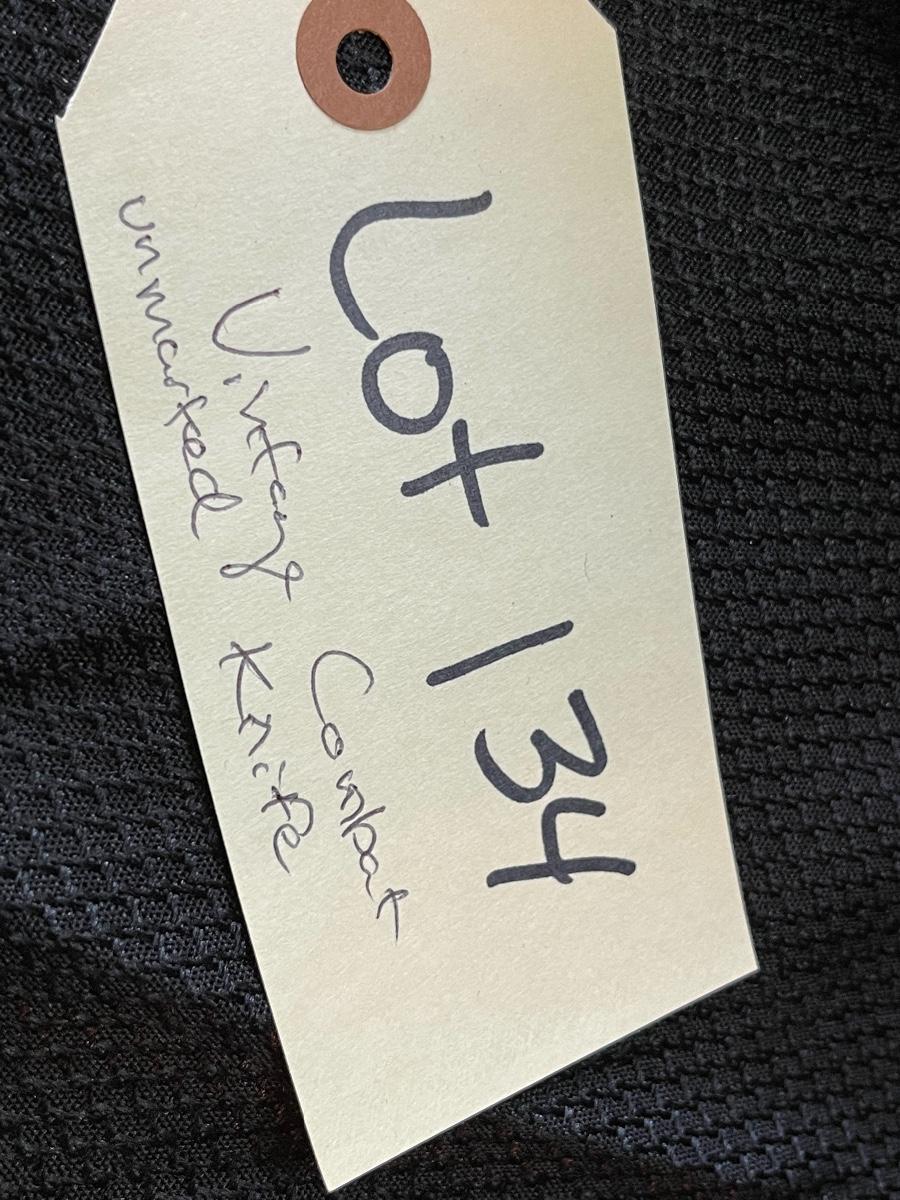 Lot 134
Vintage Combat
unmarked Knife